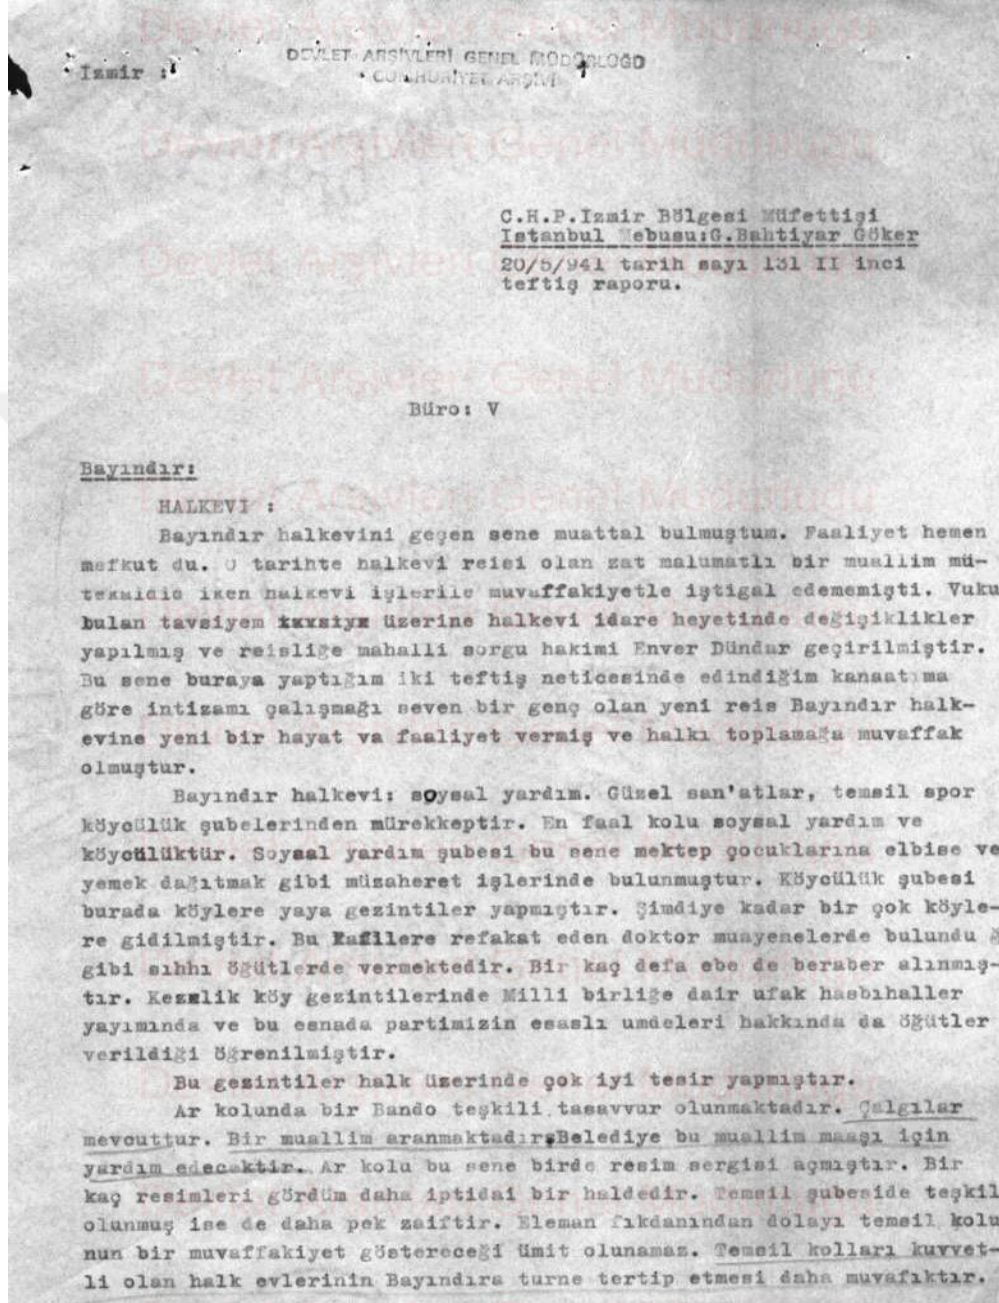 DEVLET ARŞİVLERİ GENEL MÜDÜRLÜĞÜ
CUMHURİYET ARŞİVİ
Izmir :
C.H.P.Izmir Bölgesi Müfettişi
Istanbul Mebusu:G.Bahtiyar Göker
20/5/941 tarih sayı 131 II inci
teftiş raporu.
Büro: V
Bayındır:
HALKEVI :
Bayındır halkevini geçen sene muattal bulmuştum. Faaliyet hemen
mefkut du. O tarihte halkevi reisi olan zat malumatlı bir muallim mü-
tekaidie iken halkevi işlerile muvaffakiyetle iştigal edememişti. Vuku
bulan tavsiyem üzerine halkevi idare heyetinde değişiklikler
yapılmış ve reisliğe mahalli sorgu hakimi Enver Dündar geçirilmiştir.
Bu sene buraya yaptığım iki teftiş neticesinde edindiğim kanaatıma
göre intizamı çalışmağı seven bir genç olan yeni reis Bayındır halk-
evine yeni bir hayat va faaliyet vermiş ve halkı toplamağa muvaffak
olmuştur.
Bayındır halkevi: soysal yardım. Güzel san'atlar, temsil spor
köycülük şubelerinden mürekkeptir. En faal kolu soysal yardım ve
köycülüktür. Soysal yardım şubesi bu sene mektep çocuklarına elbise ve
yemek dağıtmak gibi müzaheret işlerinde bulunmuştur. Köycülük şubesi
burada köylere yaya gezintiler yapmıştır. Şimdiye kadar bir çok köyle-
re gidilmiştir. Bu Kafilere refakat eden doktor muayenelerde bulundu ğ
gibi sıhhı öğütlerde vermektedir. Bir kaç defa ebe de beraber alınmış-
tır. Kezalik köy gezintilerinde Milli birliğe dair ufak hasbıhaller
yayımında ve bu esnada partimizin esaslı umdeleri hakkında da öğütler
verildiği öğrenilmiştir.
Bu gezintiler halk üzerinde çok iyi tesir yapmıştır.
Ar kolunda bir Bando teşkili tasavvur olunmaktadır. Çalgılar
mevcuttur. Bir muallim aranmaktadır.Belediye bu muallim maaşı için
yardım edecektir. Ar kolu bu sene birde resim sergisi açmıştır. Bir
kaç resimleri gördüm daha iptidai bir haldedir. Temsil şubeside teşkil
olunmuş ise de daha pek zaiftir. Eleman fıkdanından dolayı temsil kolu
nun bir muvaffakiyet göstereceği ümit olunamaz. Temsil kolları kuvvet-
li olan halk evlerinin Bayındıra turne tertip etmesi daha muvafıktır.